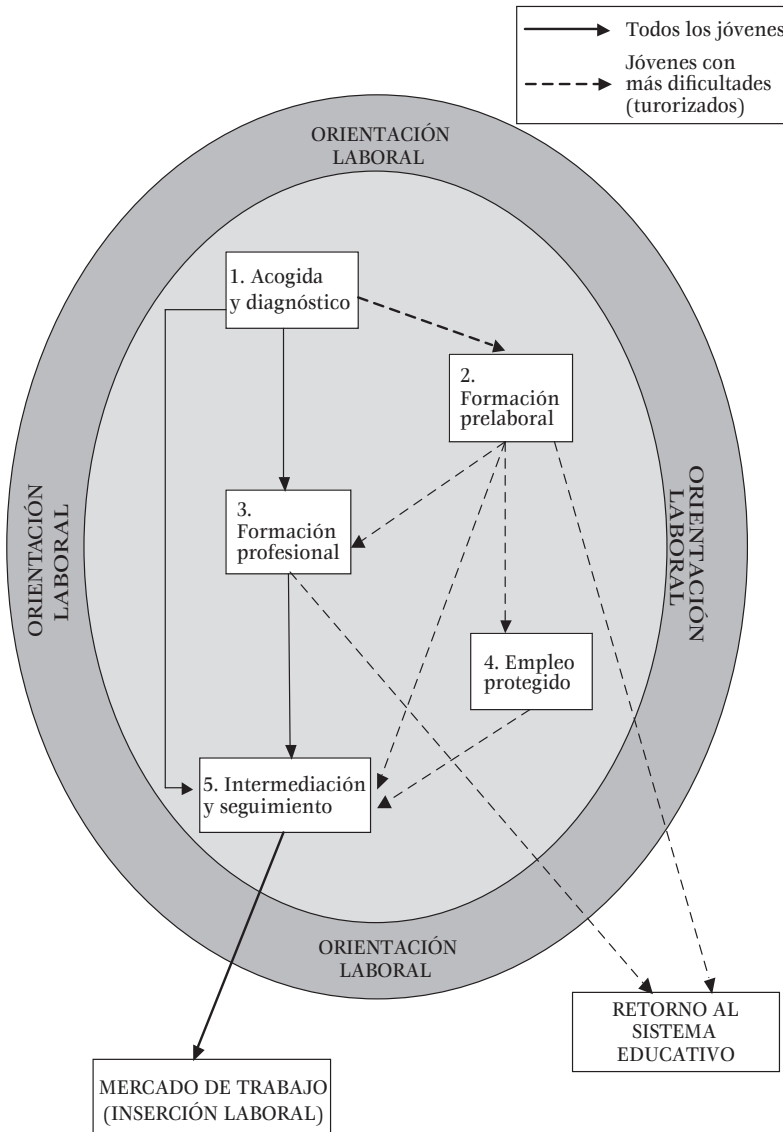 Todos los jóvenes
Jóvenes con
más dificultades
(turorizados)
ORIENTACIÓN
LABORAL
1. Acogida
y diagnóstico
2.
Formación
prelaboral
ORIENTACIÓN
LABORAL
3.
Formación
profesional
ORIENTACIÓN
LABORAL
4. Empleo
protegido
5. Intermediación
y seguimiento
ORIENTACIÓN
LABORAL
RETORNO AL
SISTEMA
EDUCATIVO
MERCADO DE TRABAJO
(INSERCIÓN LABORAL)